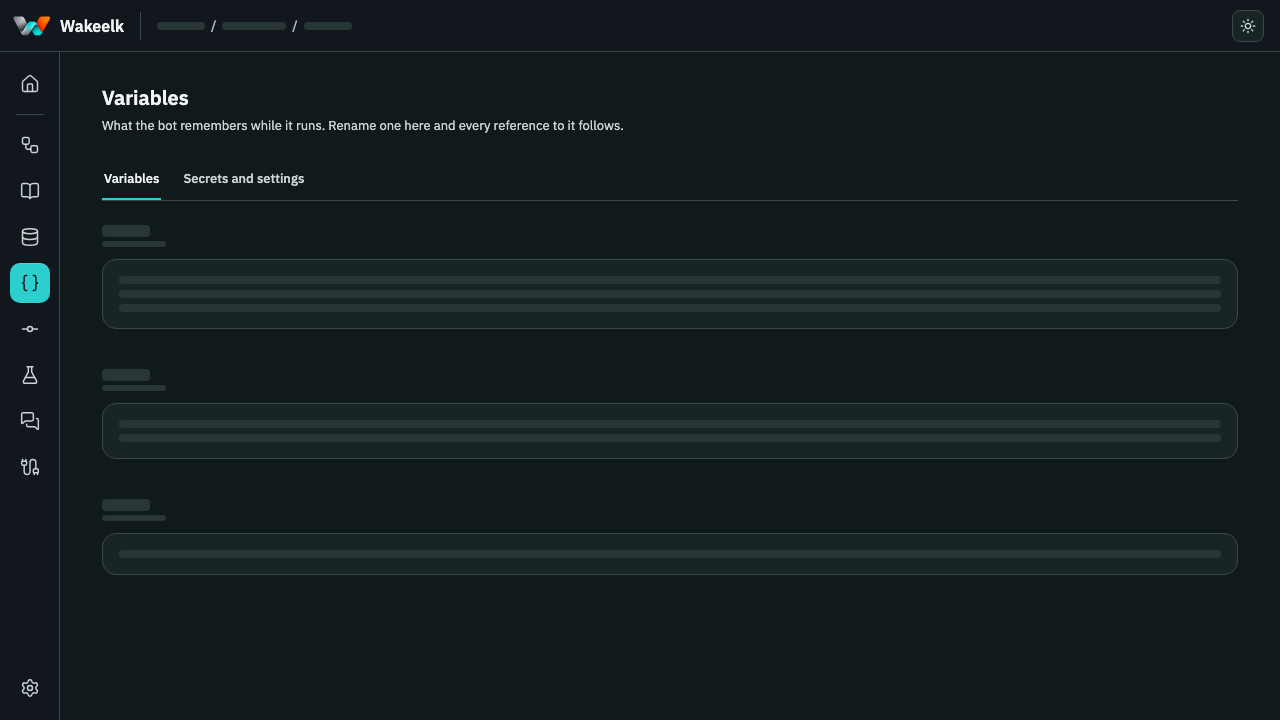 Wakeelk
/ /
Variables
What the bot remembers while it runs. Rename one here and every reference to it follows.
Variables
Secrets and settings